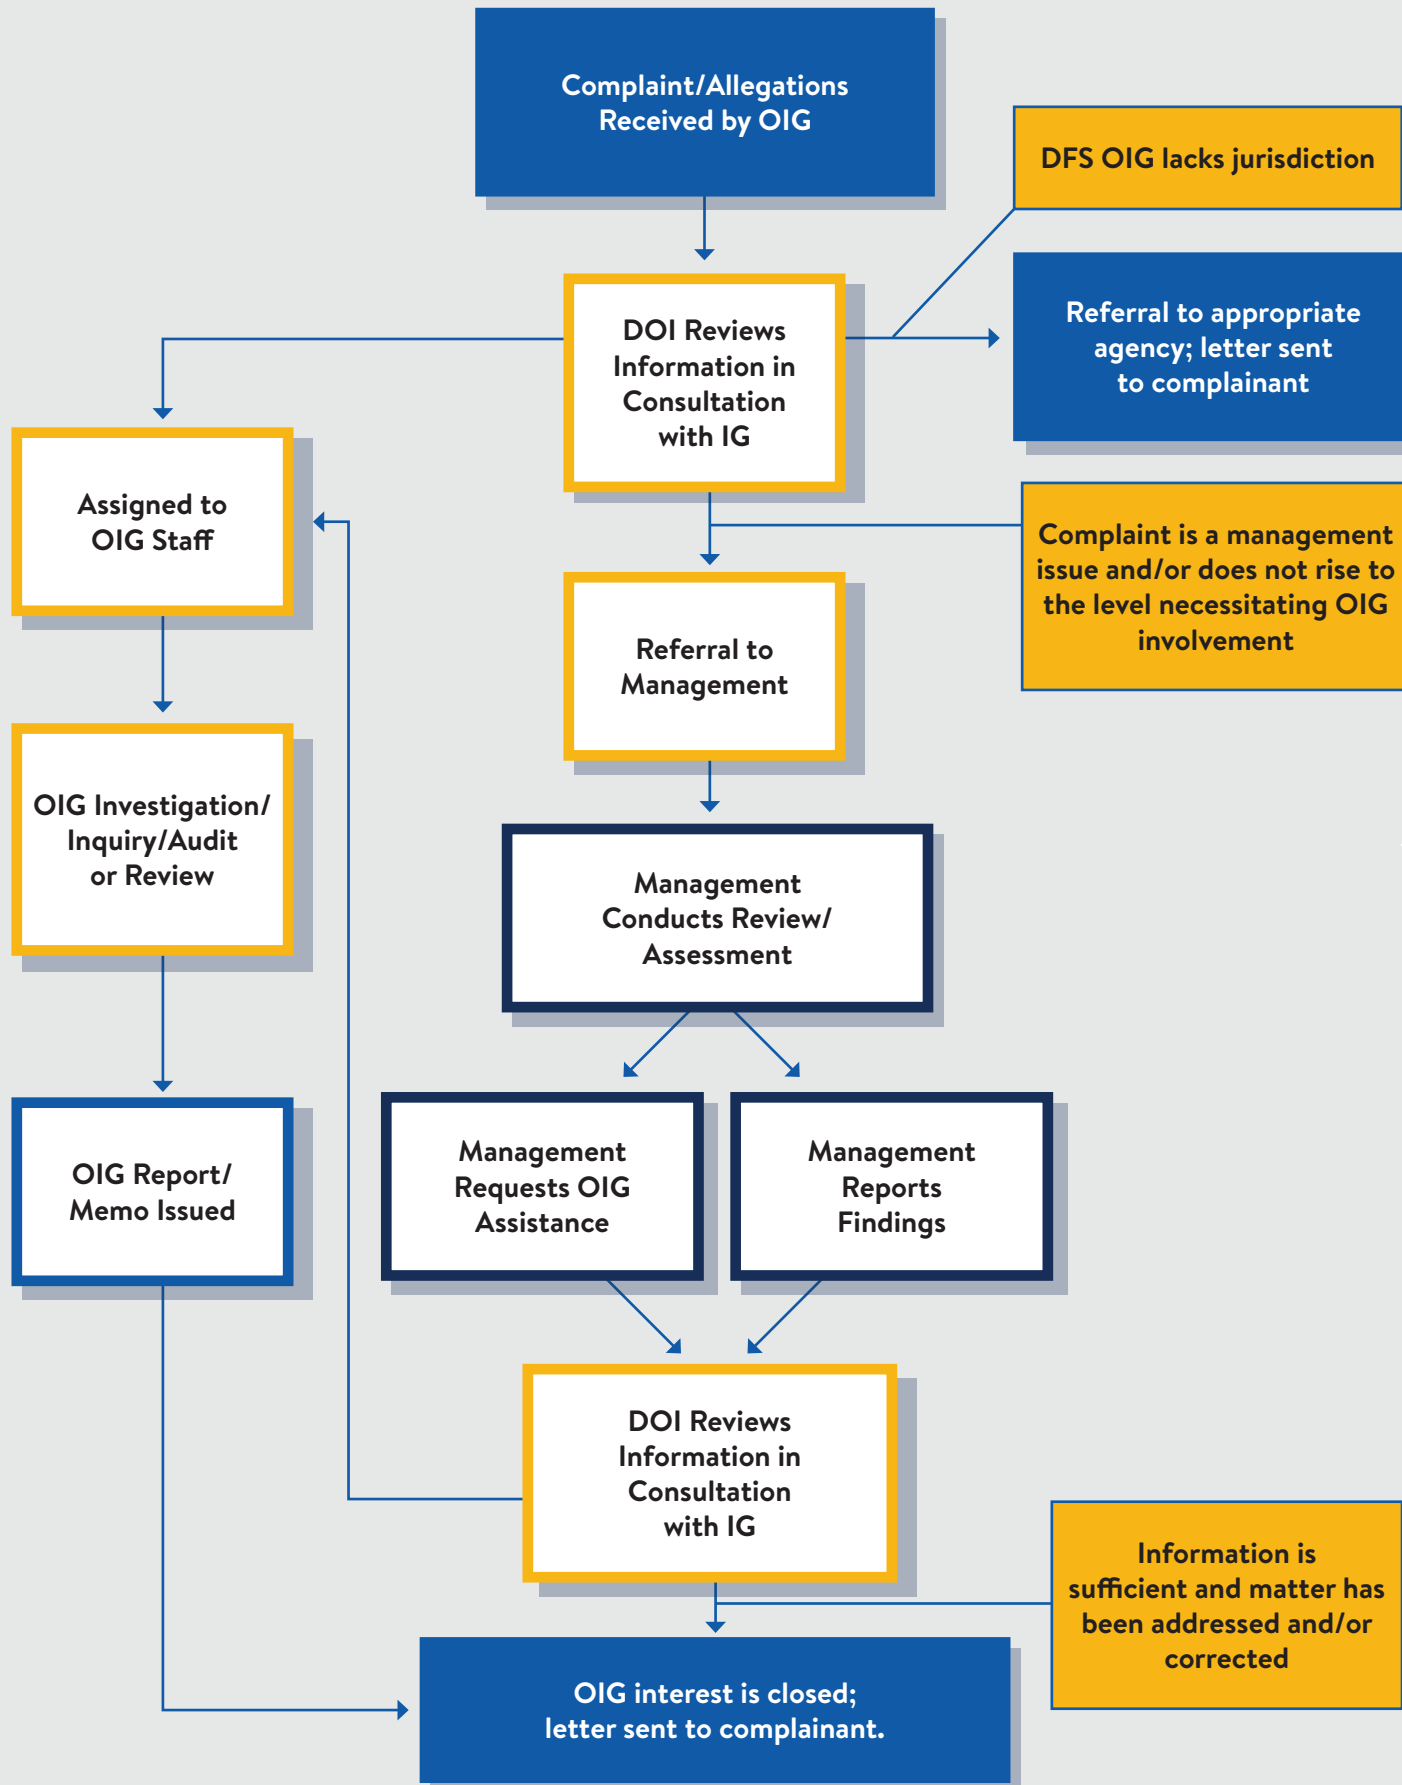 Complaint/Allegations
Received by OIG
DFS OIG lacks jurisdiction
DOI Reviews
Information in
Consultation
with IG
Referral to appropriate
agency; letter sent
to complainant
Assigned to
OIG Staff
Complaint is a management
issue and/or does not rise to
the level necessitating OIG
involvement
Referral to
Management
OIG Investigation/
Inquiry/Audit
or Review
Management
Conducts Review/
Assessment
OIG Report/
Memo Issued
Management
Requests OIG
Assistance
Management
Reports
Findings
DOI Reviews
Information in
Consultation
with IG
Information is
sufficient and matter has
been addressed and/or
corrected
OIG interest is closed;
letter sent to complainant.